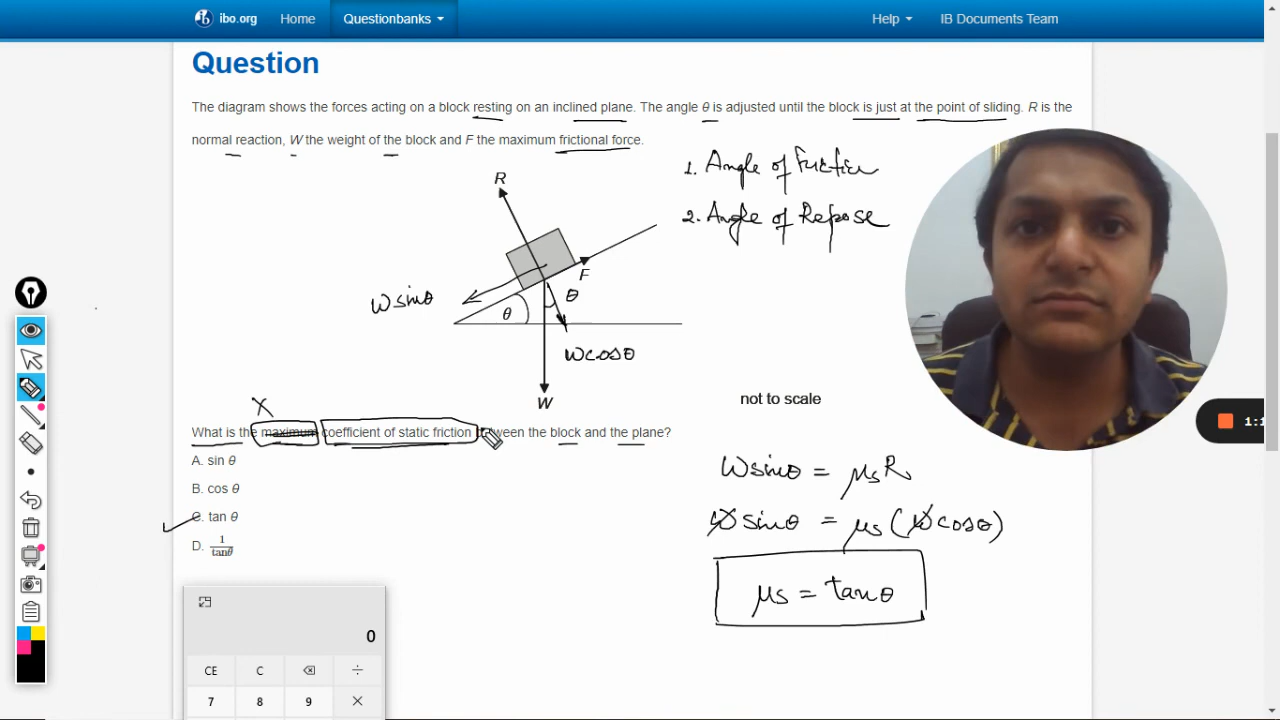 ibo.org Home Questionbanks Help IB Documents Team
Question
The diagram shows the forces acting on a block resting on an inclined plane. The angle θ is adjusted until the block is just at the point of sliding. R is the
normal reaction, W the weight of the block and F the maximum frictional force.
1. Angle of Friction
2. Angle of Repose
R
F
θ
θ
W sinθ
W cosθ
W
not to scale
X
What is the maximum coefficient of static friction between the block and the plane?
A. sin θ
B. cos θ
C. tan θ
D. 1/tanθ
W sinθ = μs R
W sinθ = μs (W cosθ)
μs = tanθ
0
CE C ⌫ ÷
7 8 9 ×
1:1